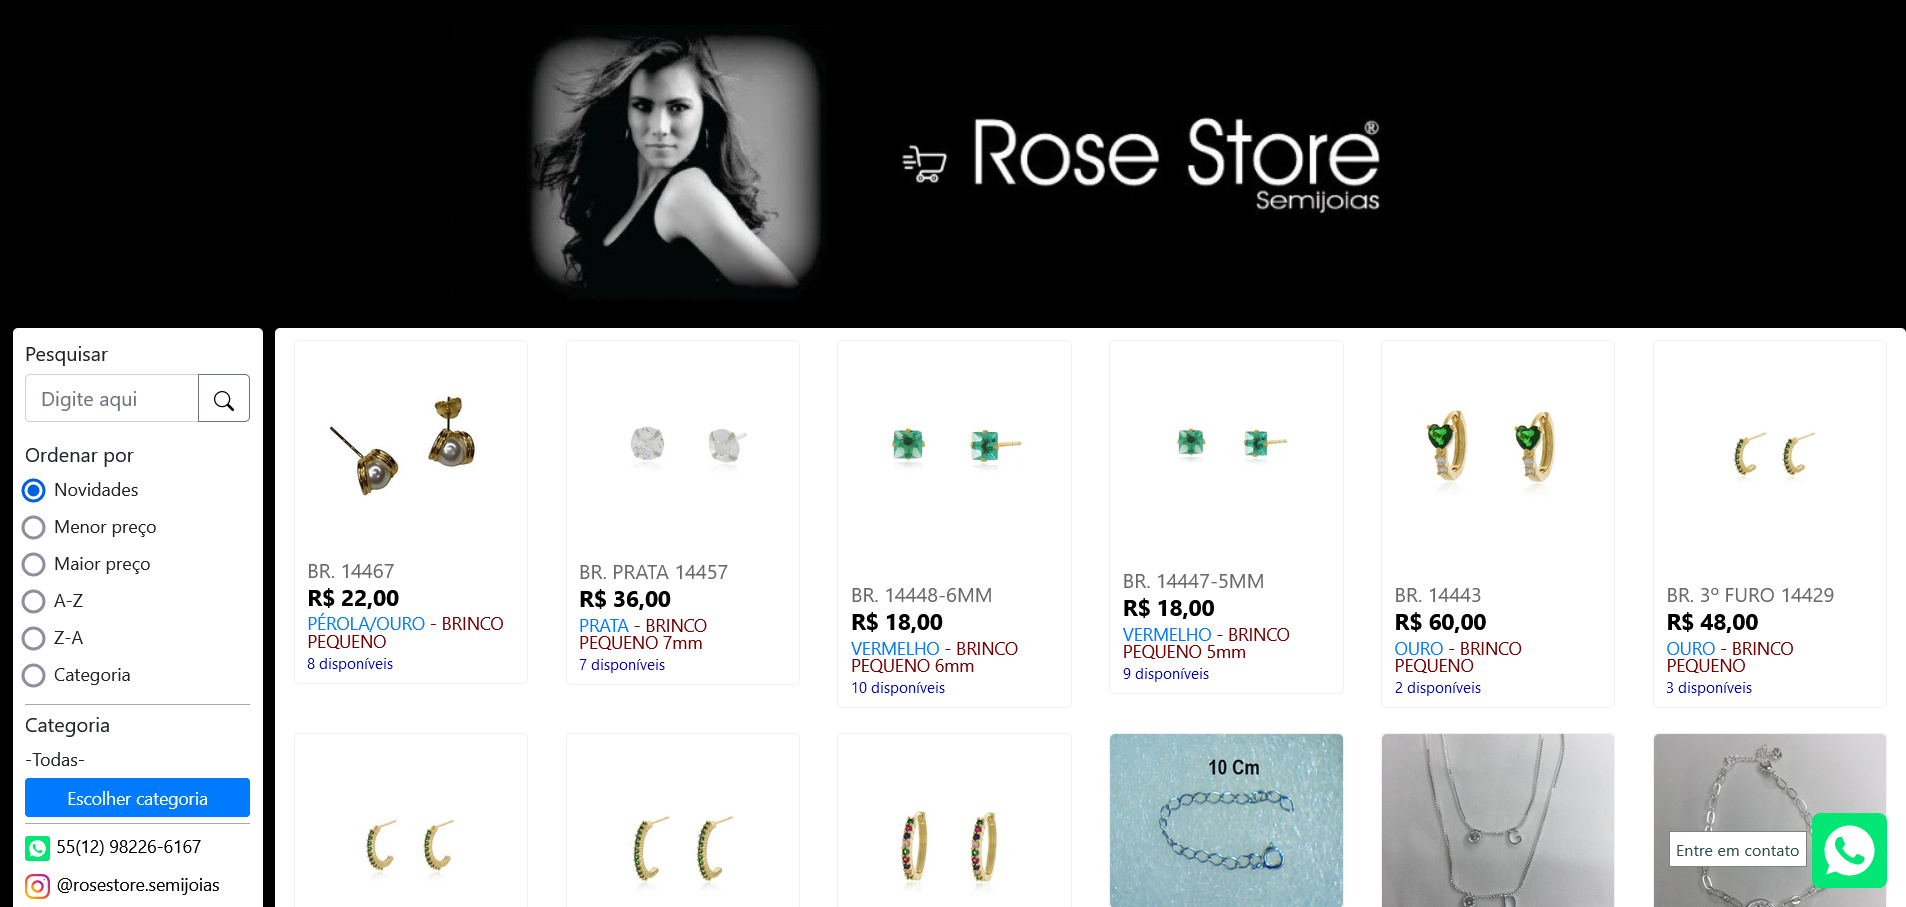 Rose Store®
Semijoias
Pesquisar
Digite aqui
Ordenar por
Novidades
Menor preço
Maior preço
A-Z
Z-A
Categoria
Categoria
-Todas-
Escolher categoria
55(12) 98226-6167
@rosestore.semijoias
BR. 14467
R$ 22,00
PÉROLA/OURO - BRINCO
PEQUENO
8 disponíveis
BR. PRATA 14457
R$ 36,00
PRATA - BRINCO
PEQUENO 7mm
7 disponíveis
BR. 14448-6MM
R$ 18,00
VERMELHO - BRINCO
PEQUENO 6mm
10 disponíveis
BR. 14447-5MM
R$ 18,00
VERMELHO - BRINCO
PEQUENO 5mm
9 disponíveis
BR. 14443
R$ 60,00
OURO - BRINCO
PEQUENO
2 disponíveis
BR. 3º FURO 14429
R$ 48,00
OURO - BRINCO
PEQUENO
3 disponíveis
10 Cm
G
Entre em contato